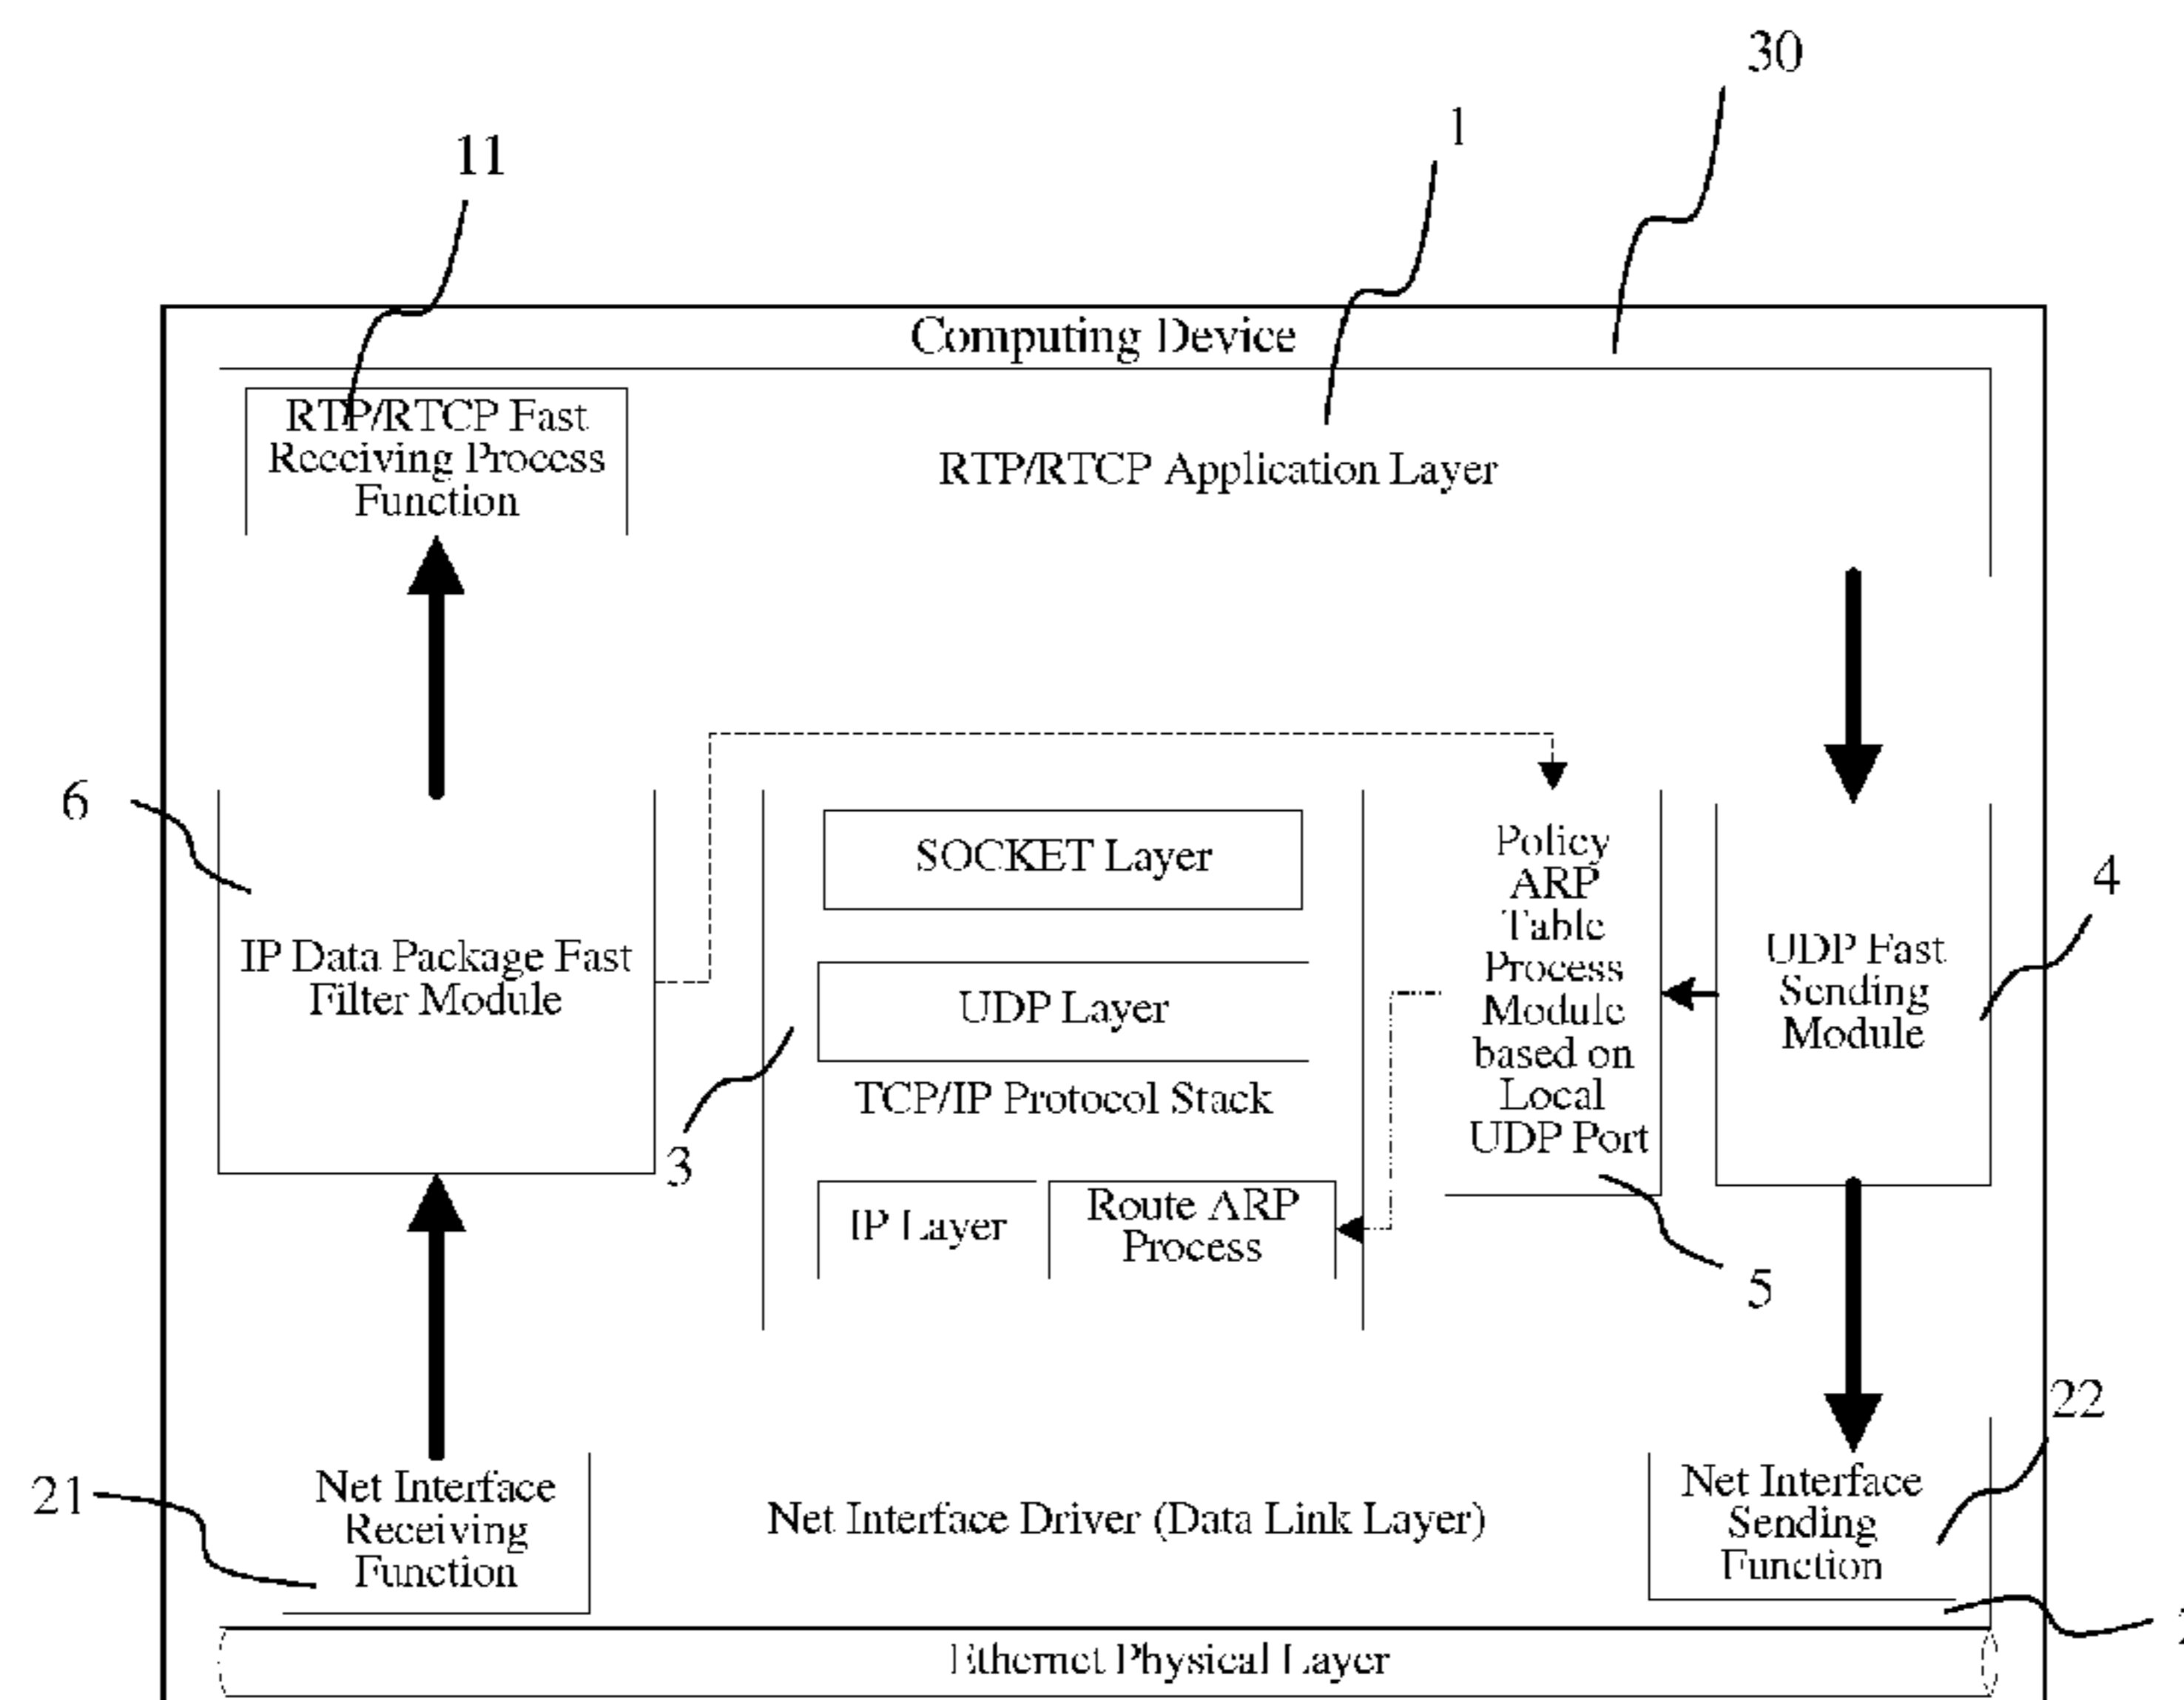 30
1
11
Computing Device
RTP/RTCP Fast
Receiving Process
Function
RTP/RTCP Application Layer
6
IP Data Package Fast
Filter Module
SOCKET Layer
UDP Layer
TCP/IP Protocol Stack
3
IP Layer
Route ARP
Process
Policy
ARP
Table
Process
Module
based on
Local
UDP Port
5
UDP Fast
Sending
Module
4
22
21
Net Interface
Receiving
Function
Net Interface Driver (Data Link Layer)
Net Interface
Sending
Function
Ethernet Physical Layer